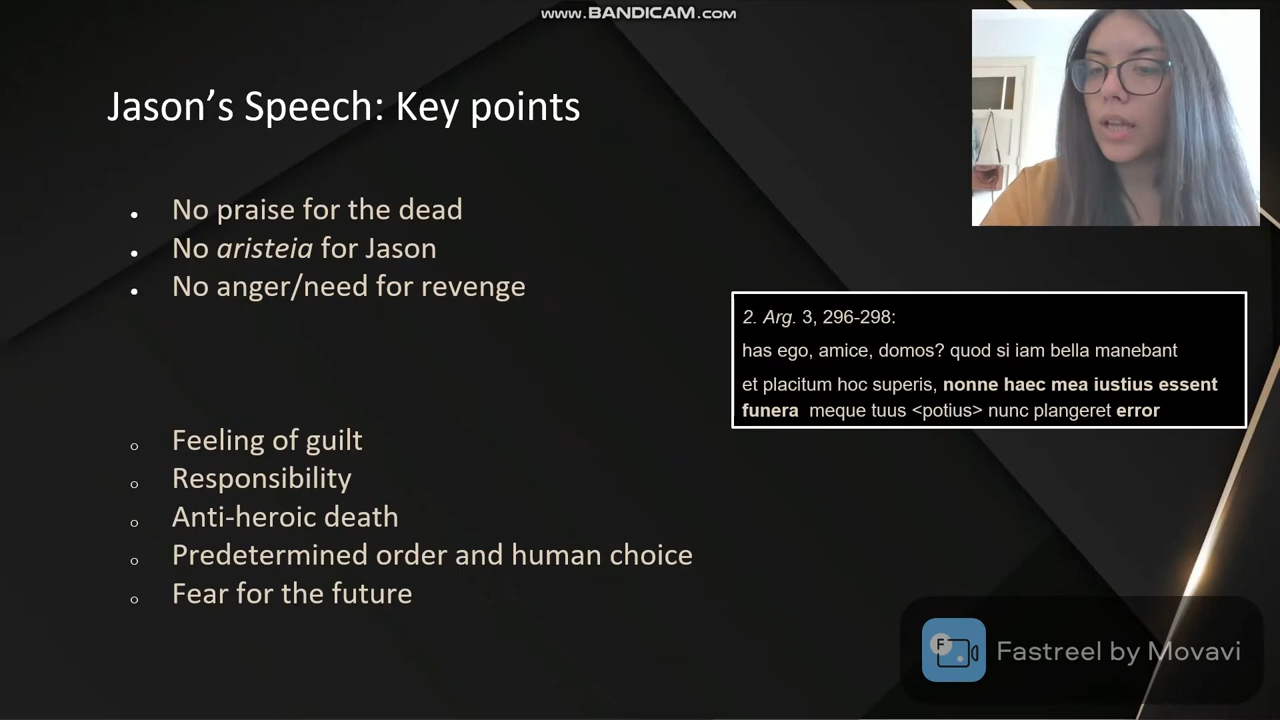 www.BANDICAM.com
Jason’s Speech: Key points
No praise for the dead
No aristeia for Jason
No anger/need for revenge
2. Arg. 3, 296-298:
has ego, amice, domos? quod si iam bella manebant
et placitum hoc superis, nonne haec mea iustius essent
funera meque tuus <potius> nunc plangeret error
Feeling of guilt
Responsibility
Anti-heroic death
Predetermined order and human choice
Fear for the future
F
Fastreel by Movavi